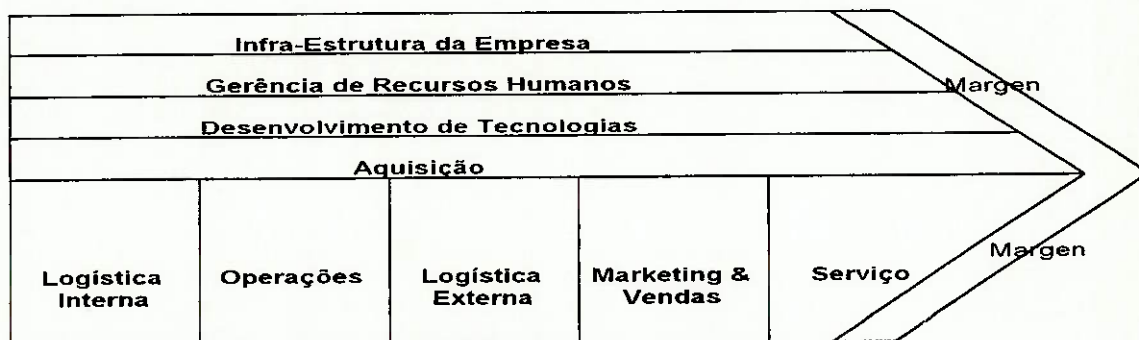 Infra-Estrutura da Empresa
Gerência de Recursos Humanos
Margen
Desenvolvimento de Tecnologias
Aquisição
Logística
Interna
Operações
Logística
Externa
Marketing &
Vendas
Serviço
Margen